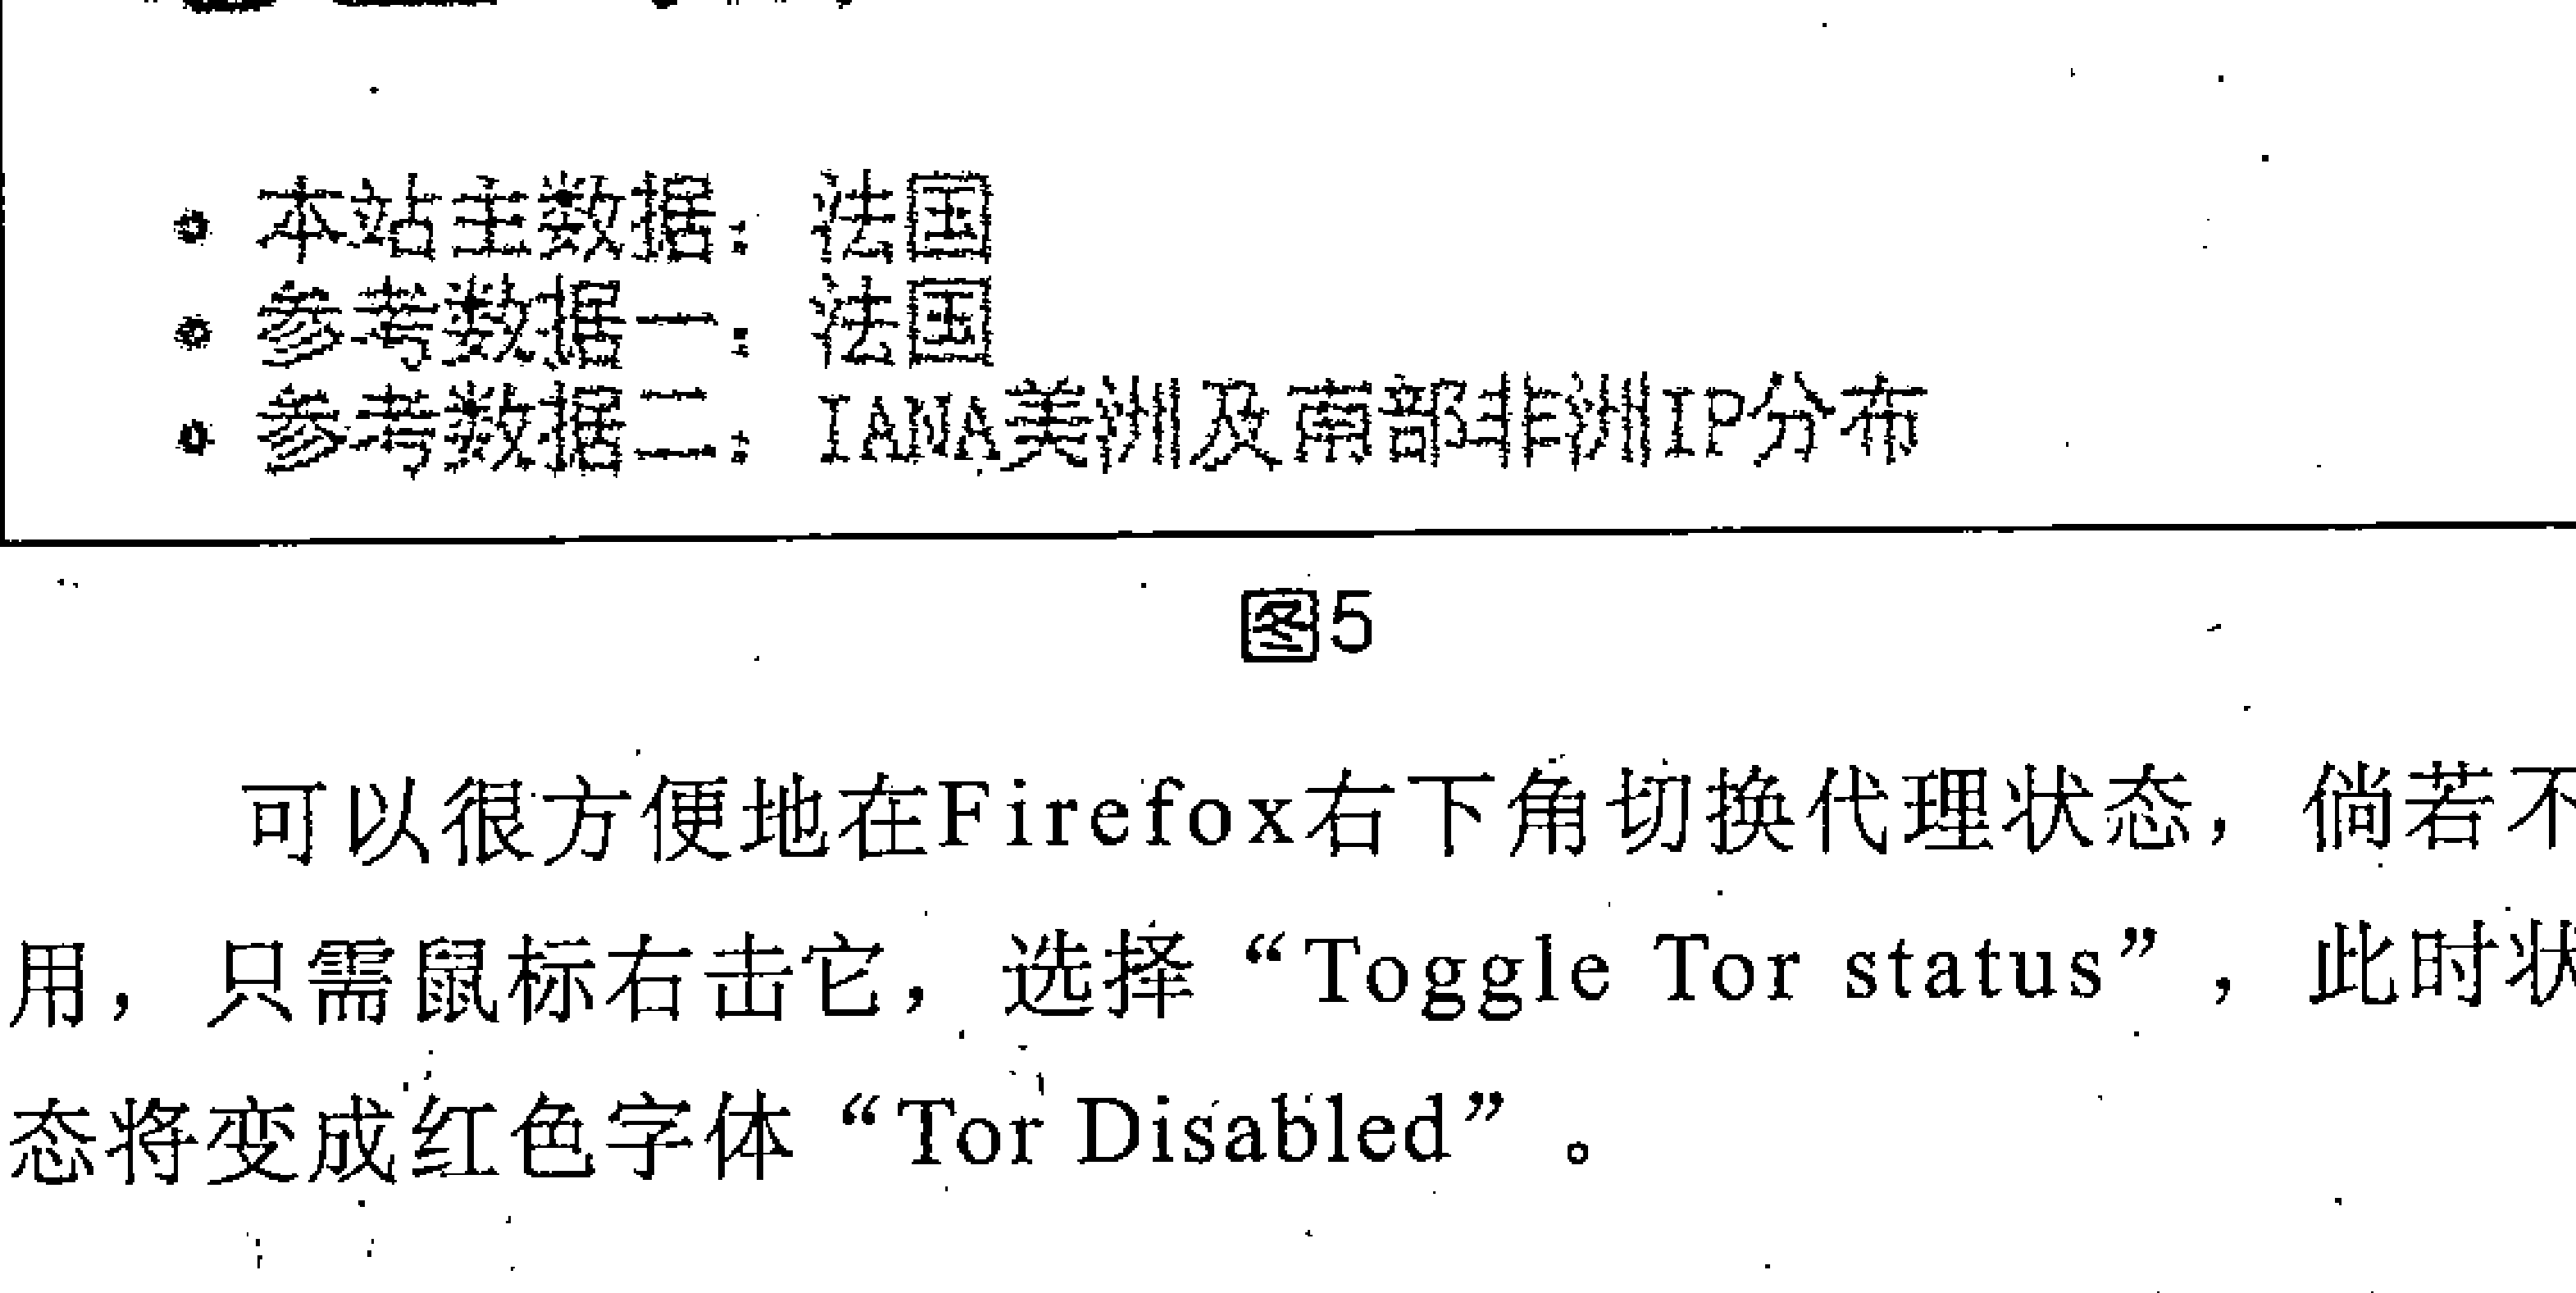 本站主数据：法国
参考数据一：法国
参考数据二：IANA美洲及南部非洲IP分布
图5
可以很方便地在Firefox右下角切换代理状态，倘若不
用，只需鼠标右击它，选择“Toggle Tor status”，此时状
态将变成红色字体“Tor Disabled”。